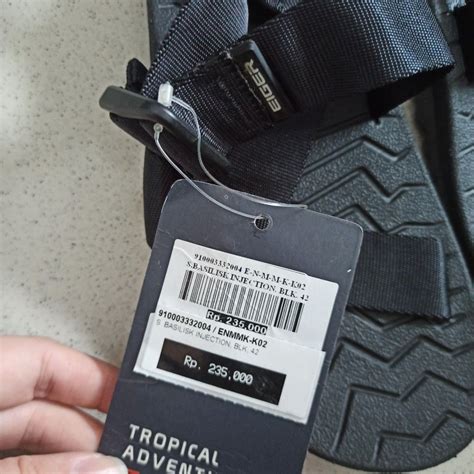 EIGER
910003332004 E-N-M-M-K-K02
S.BASILISK INJECTION, BLK, 42
Rp. 235,000
910003332004 / ENMMK-K02
S. BASILISK INJECTION, BLK, 42
Rp. 235,000
TROPICAL
ADVENT